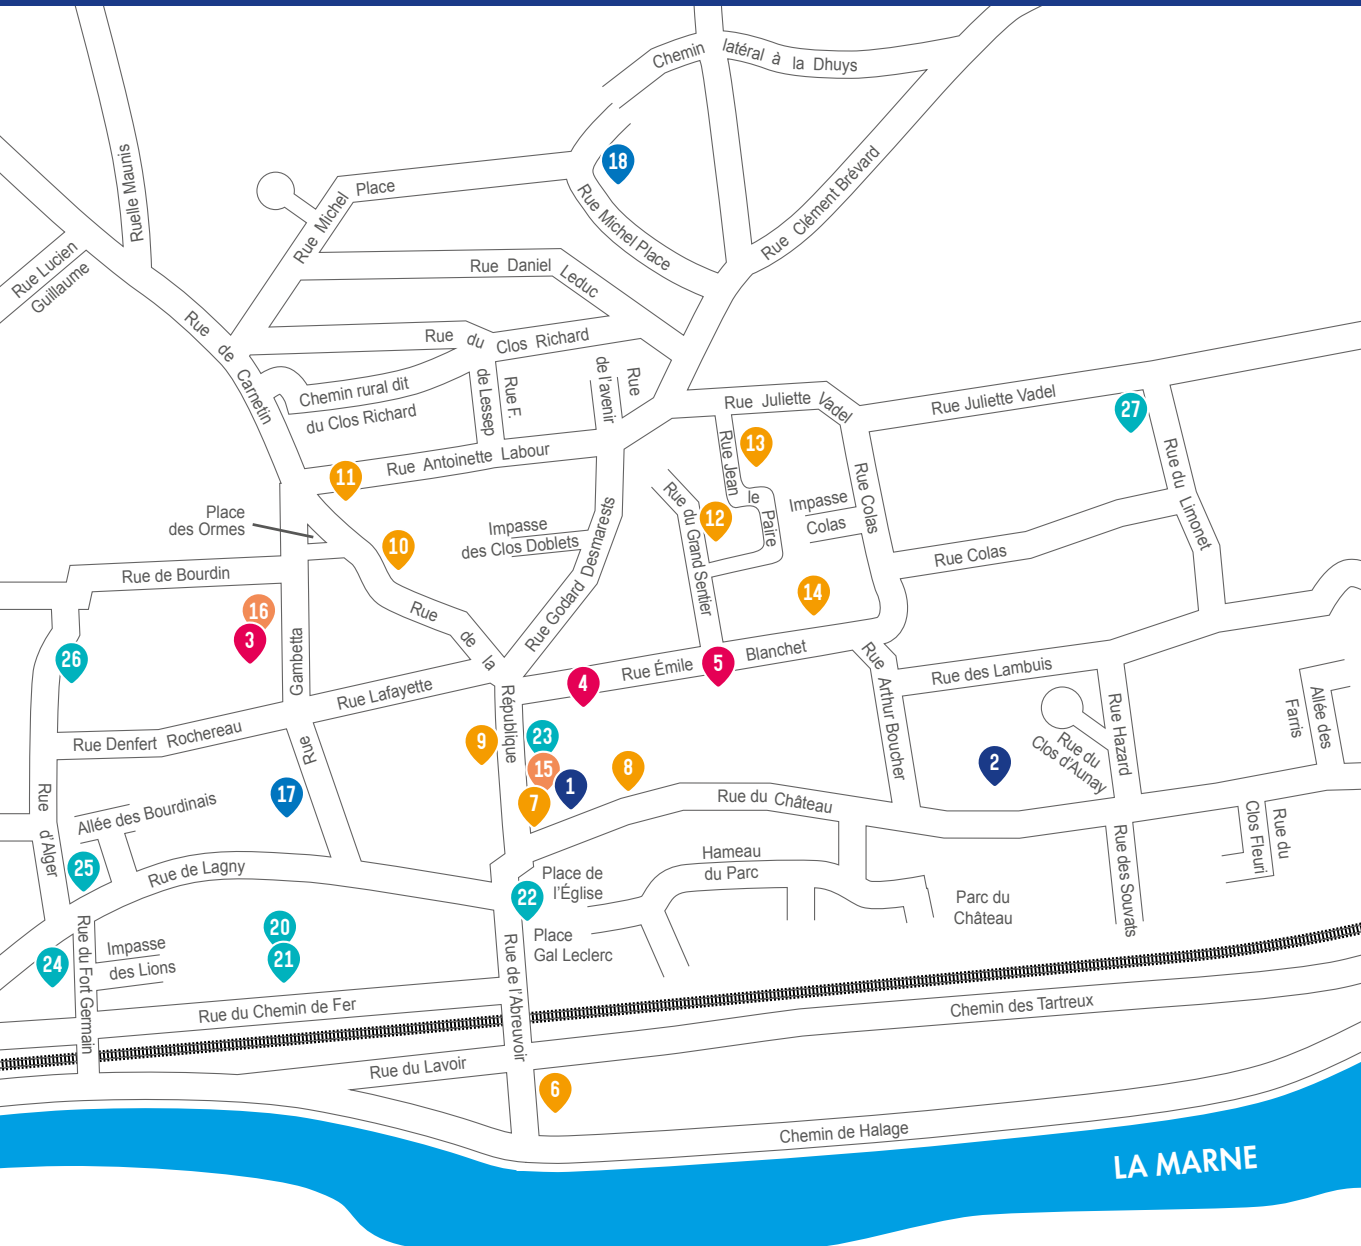 Chemin latéral à la Dhuys
Ruelle Maunis
18
Rue Michel Place
Rue Michel Place
Rue Clément Brévard
Rue Lucien
Guillaume
Rue Daniel Leduc
Rue de Carnetin
Rue du Clos Richard
Chemin rural dit
du Clos Richard
Rue F.
de Lessep
Rue
de l'avenir
Rue Juliette Vadel
Rue Juliette Vadel
27
13
11
Rue Antoinette Labour
Rue Jean
le
Paire
Rue du Grand Sentier
12
Impasse
Colas
Rue Colas
Rue du Limonet
Place
des Ormes
10
Impasse
des Clos Doblets
Rue Godard Desmarests
Rue Colas
Rue de Bourdin
16
3
14
Rue de la
République
Gambetta
Rue
26
4
Rue Émile Blanchet
5
Rue Arthur Boucher
Rue des Lambuis
Rue Lafayette
Rue Denfert Rochereau
9
23
15
1
7
8
2
Rue Hazard
Rue du
Clos d'Aunay
Allée des
Farris
17
Rue d'Alger
Allée des Bourdinais
Rue du Château
Rue du
Clos Fleuri
25
Rue de Lagny
Hameau
du Parc
Place de
l'Église
22
Parc du
Château
Rue des Souvats
20
21
24
Rue du Fort Germain
Impasse
des Lions
Place
Gal Leclerc
Rue de l'Abreuvoir
Rue du Chemin de Fer
Chemin des Tartreux
Rue du Lavoir
6
Chemin de Halage
LA MARNE